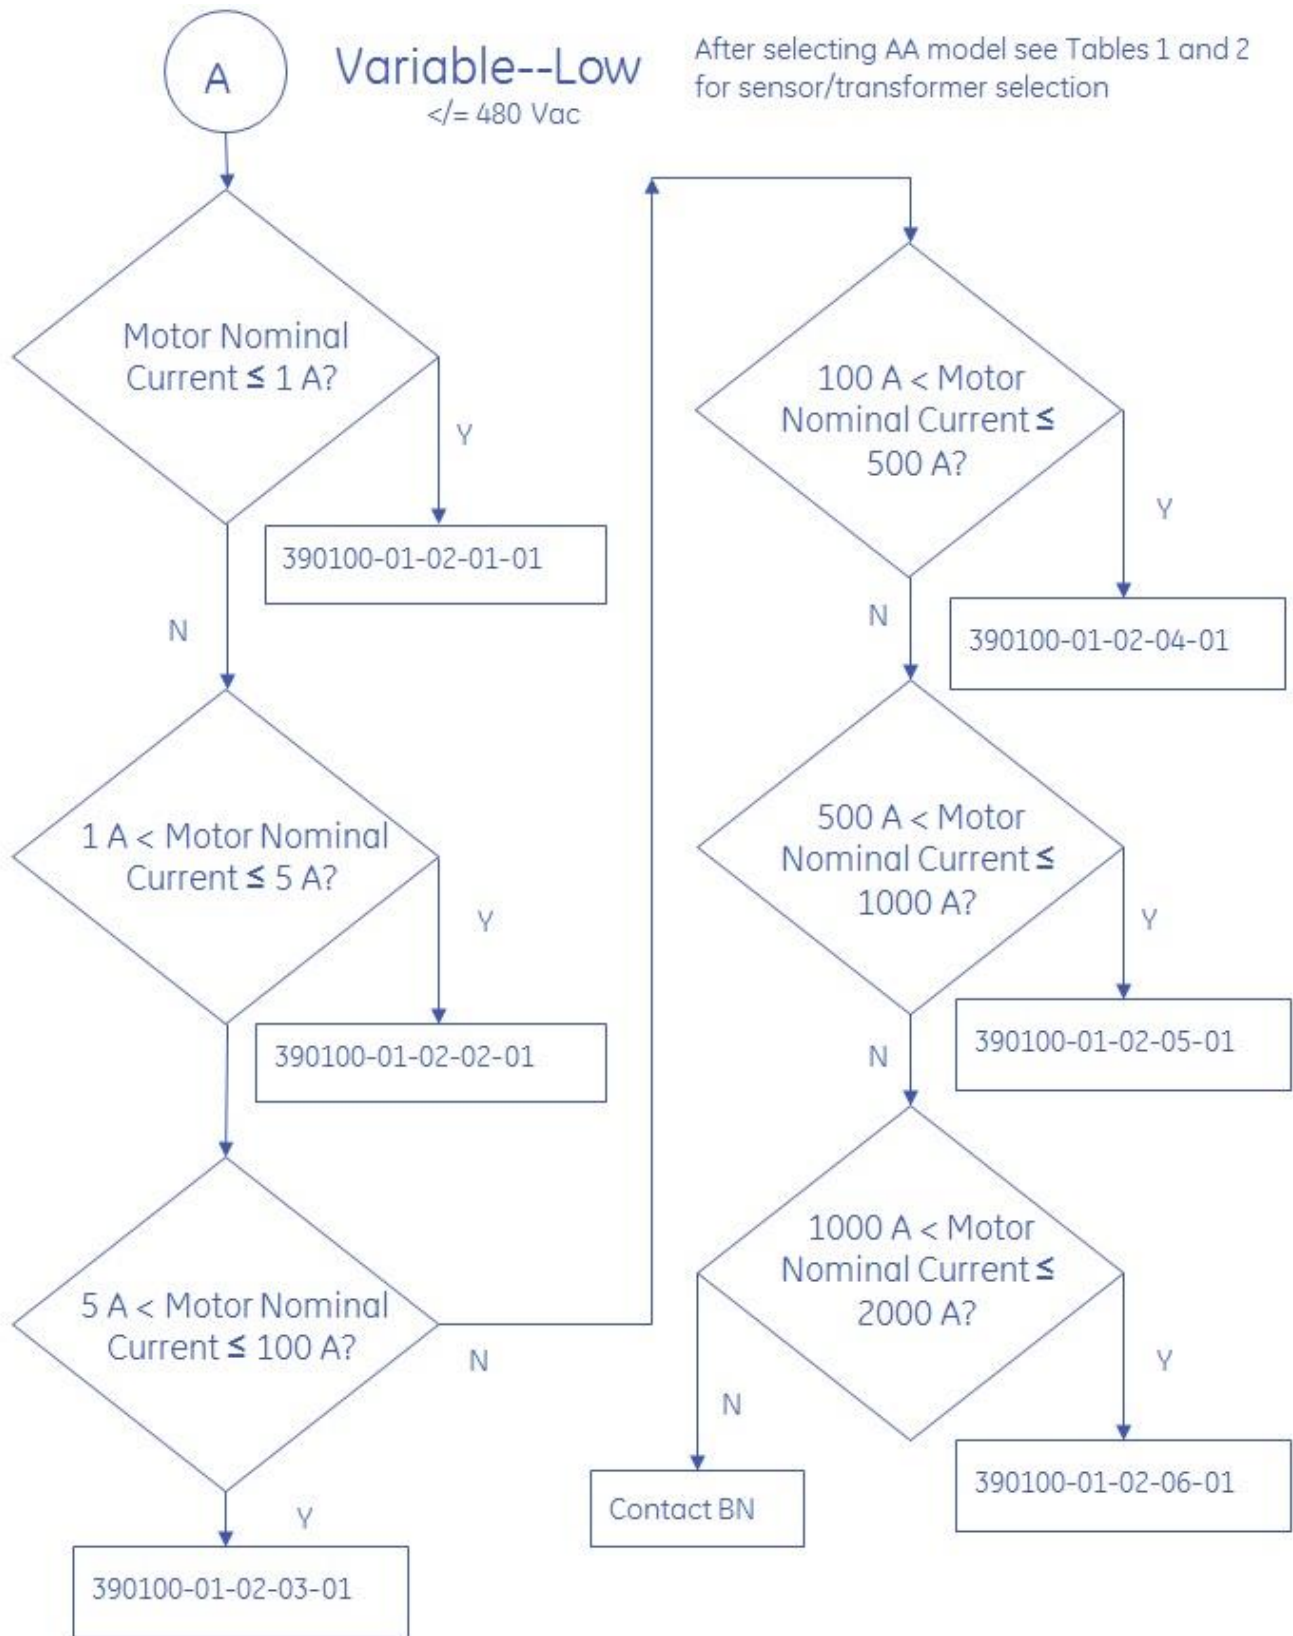 A
Variable--Low
</= 480 Vac
After selecting AA model see Tables 1 and 2
for sensor/transformer selection
Motor Nominal
Current ≤ 1 A?
Y
390100-01-02-01-01
N
1 A < Motor Nominal
Current ≤ 5 A?
Y
390100-01-02-02-01
5 A < Motor Nominal
Current ≤ 100 A?
N
Y
390100-01-02-03-01
100 A < Motor
Nominal Current ≤
500 A?
Y
390100-01-02-04-01
N
500 A < Motor
Nominal Current ≤
1000 A?
Y
390100-01-02-05-01
N
1000 A < Motor
Nominal Current ≤
2000 A?
Y
390100-01-02-06-01
N
Contact BN